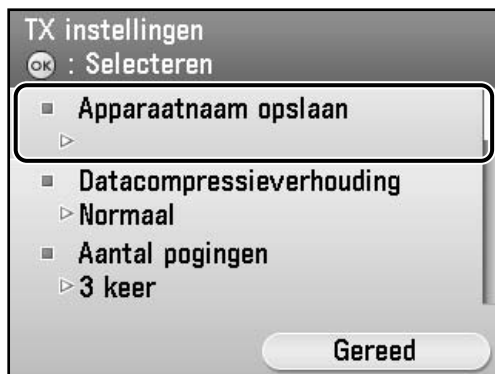 TX instellingen
OK : Selecteren
Apparaatnaam opslaan
Datacompressieverhouding
Normaal
Aantal pogingen
3 keer
Gereed